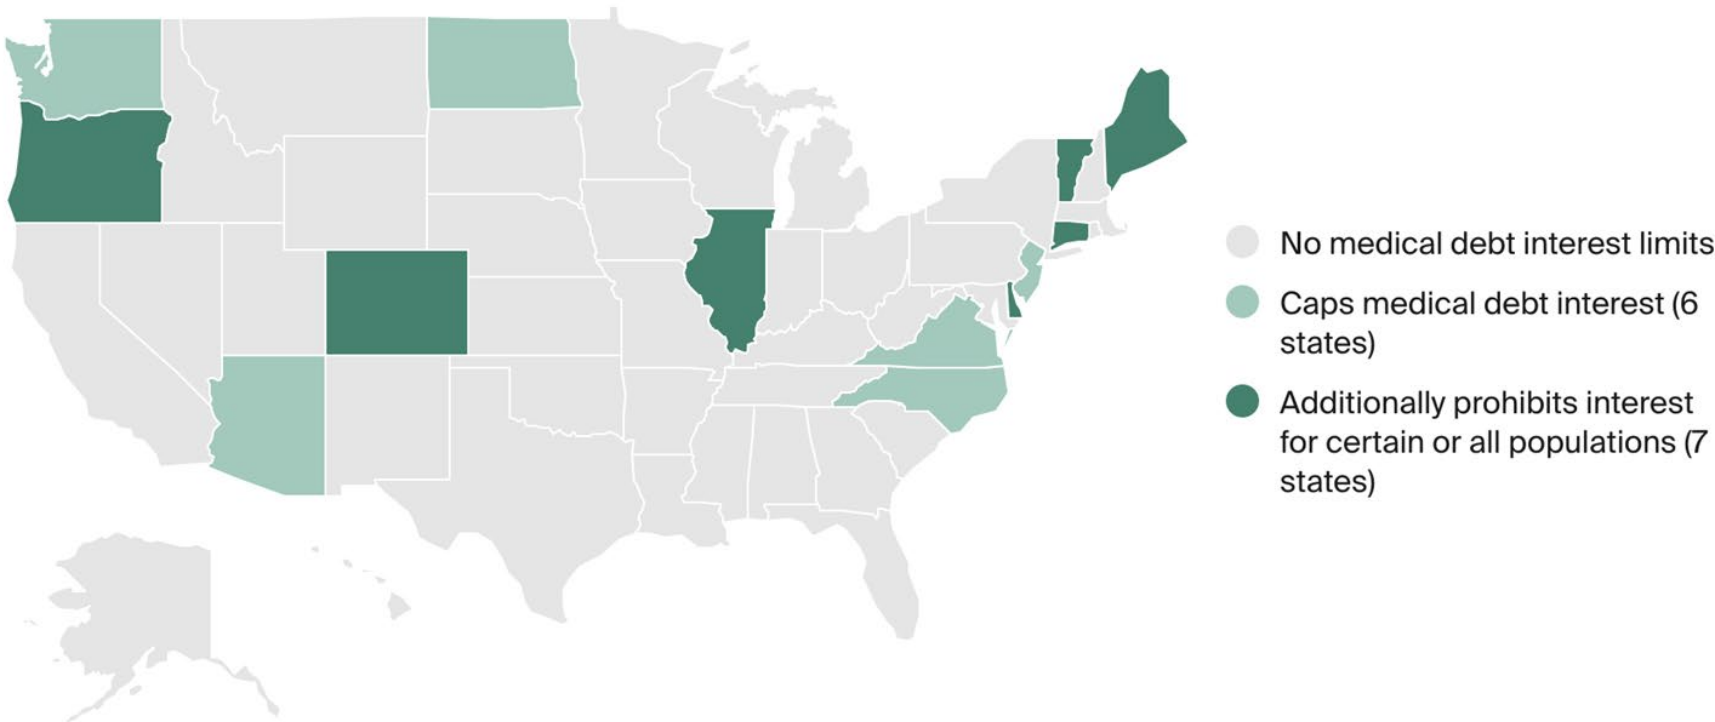 No medical debt interest limits
Caps medical debt interest (6
states)
Additionally prohibits interest
for certain or all populations (7
states)